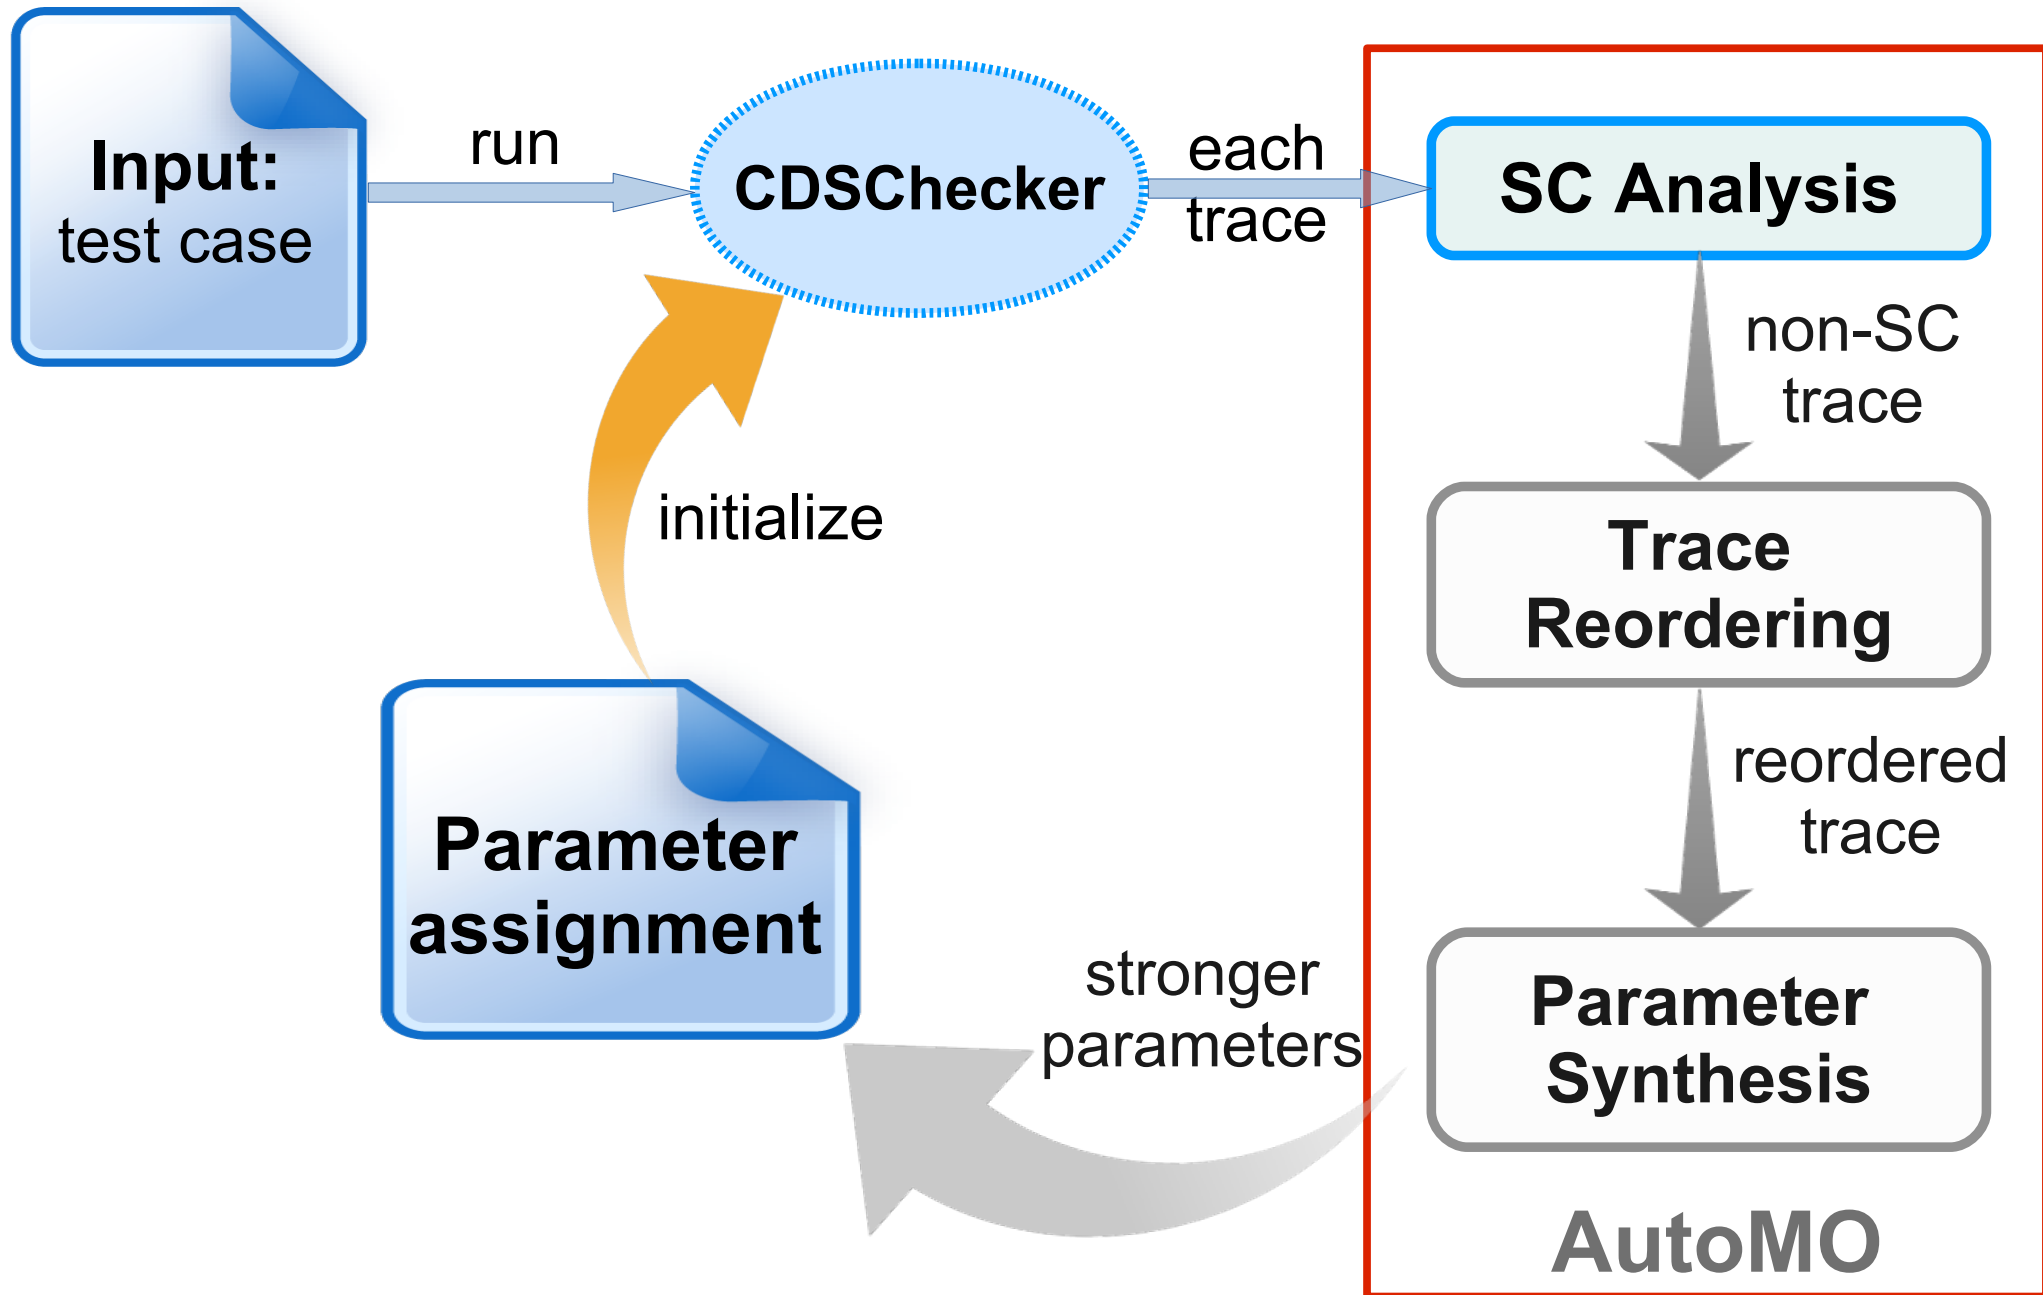 Input:
test case
run
CDSChecker
each
trace
SC Analysis
non-SC
trace
Trace
Reordering
initialize
reordered
trace
Parameter
assignment
stronger
parameters
Parameter
Synthesis
AutoMO